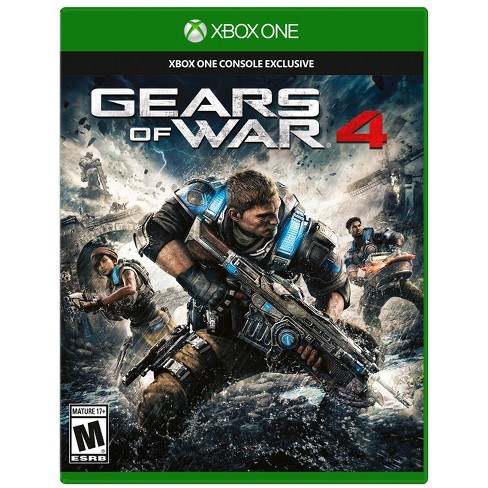 XBOX ONE
XBOX ONE CONSOLE EXCLUSIVE
GEARS
OF WAR 4
MATURE 17+
M
ESRB